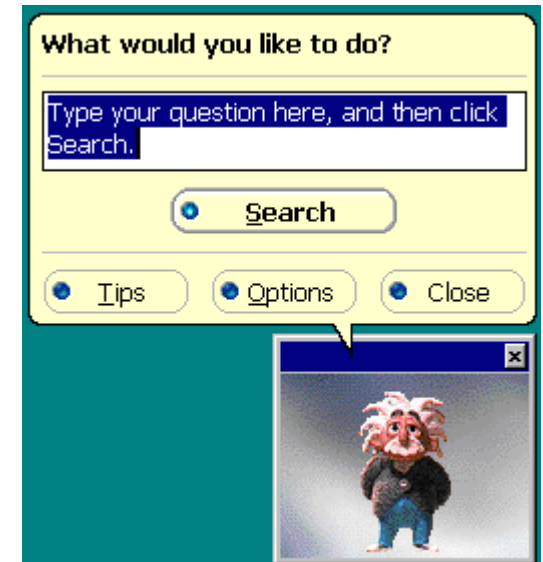 What would you like to do?
Type your question here, and then click
Search.
Search
Tips
Options
Close